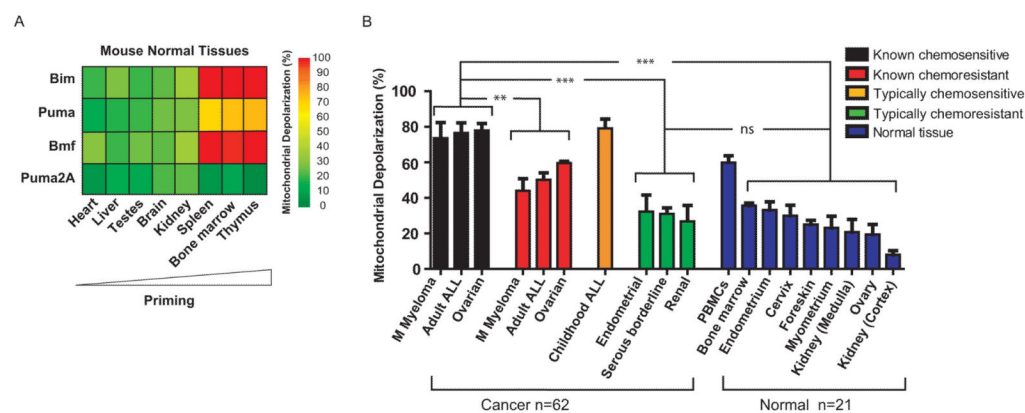 A
Mouse Normal Tissues
Bim
Puma
Bmf
Puma2A
Heart
Liver
Testes
Brain
Kidney
Spleen
Bone marrow
Thymus
Priming
Mitochondrial Depolarization (%)
100
90
80
70
60
50
40
30
20
10
0
B
Mitochondrial Depolarization (%)
100
80
60
40
20
0
**
***
***
ns
Known chemosensitive
Known chemoresistant
Typically chemosensitive
Typically chemoresistant
Normal tissue
M Myeloma
Adult ALL
Ovarian
M Myeloma
Adult ALL
Ovarian
Childhood ALL
Endometrial
Serous borderline
Renal
PBMCs
Bone marrow
Endometrium
Cervix
Foreskin
Myometrium
Kidney (Medulla)
Ovary
Kidney (Cortex)
Cancer n=62
Normal n=21